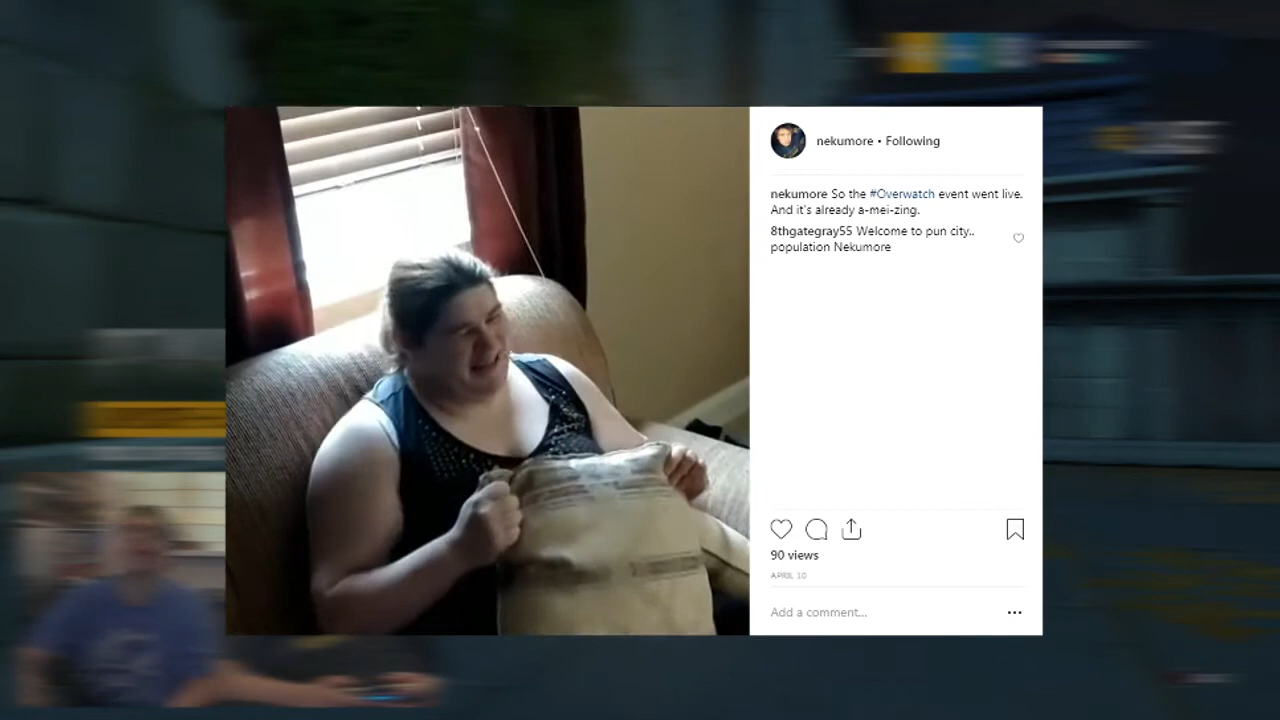 nekumore • Following
nekumore So the #Overwatch event went live.
And it's already a-mei-zing.
8thgategray55 Welcome to pun city..
population Nekumore
90 views
APRIL 10
Add a comment...